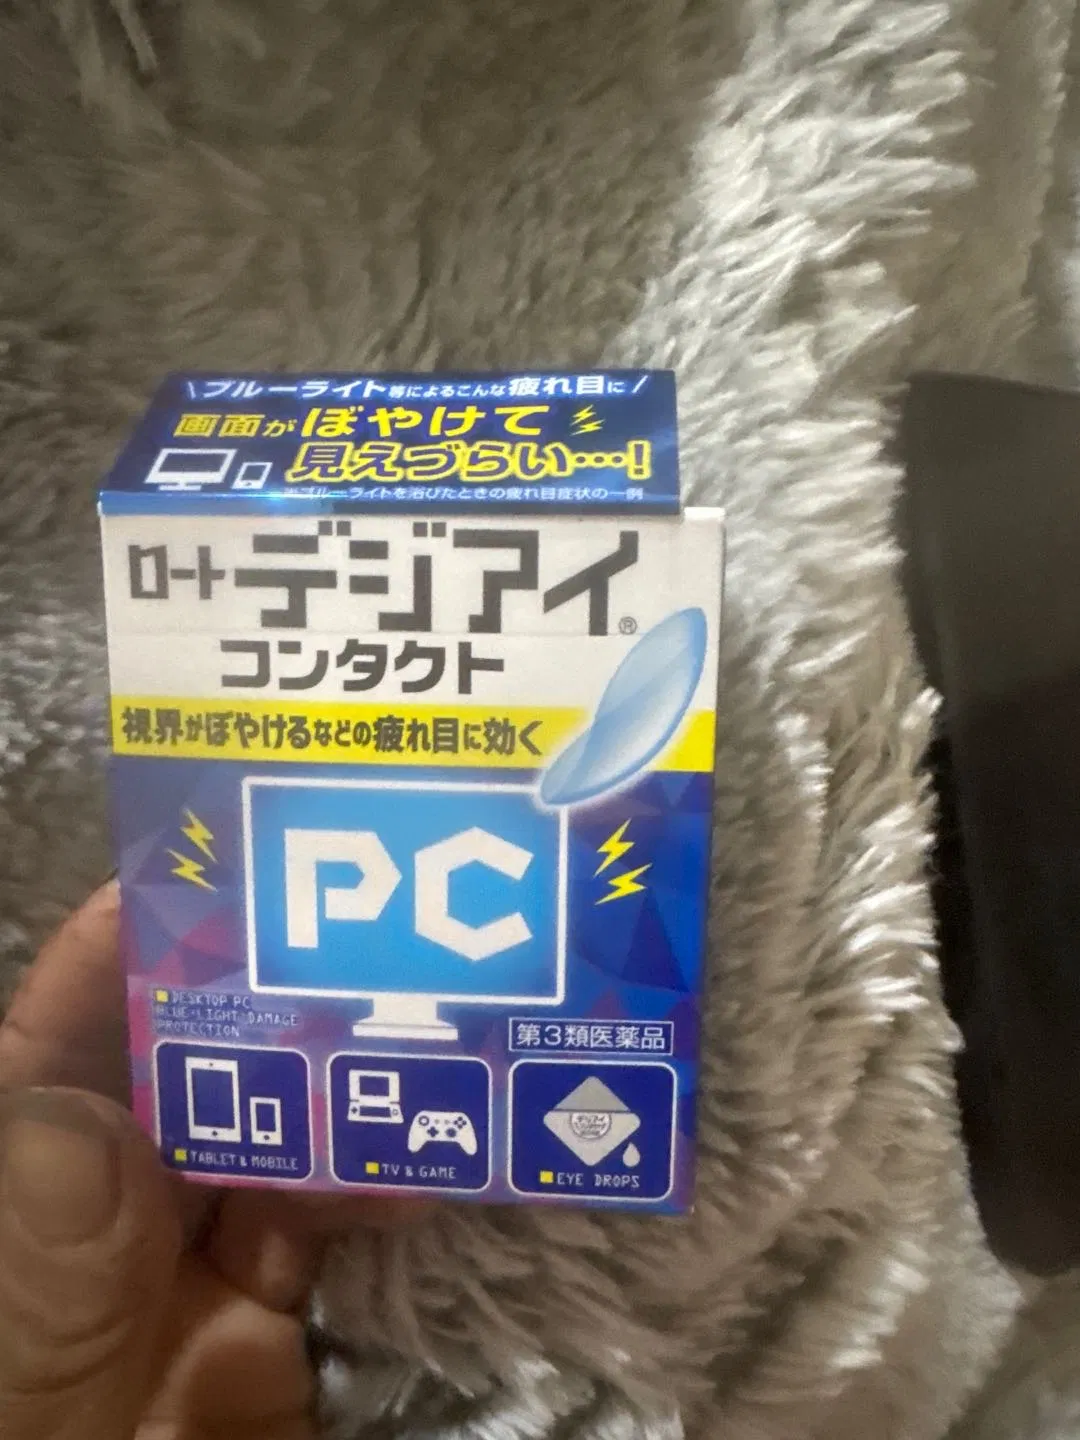 \ブルーライト等によるこんな疲れ目に/
画面がぼやけて
見えづらい…!
※ブルーライトを浴びたときの疲れ目症状の一例
ロートデジアイ®
コンタクト
視界がぼやけるなどの疲れ目に効く
PC
DESKTOP PC
BLUE-LIGHT DAMAGE
PROTECTION
第3類医薬品
TABLET & MOBILE
TV & GAME
デジアイ
EYE DROPS